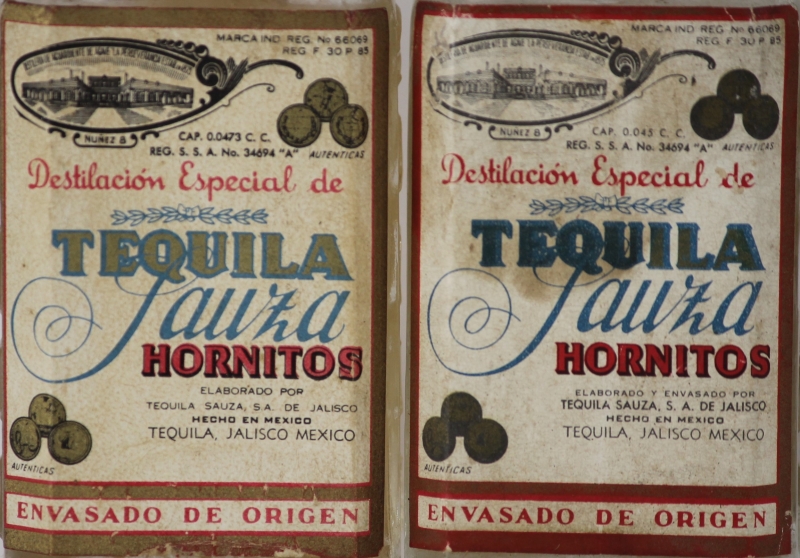 MARCA IND. REG. No 66069
REG. F. 30 P. 85
NUÑEZ 8
CAP. 0.0473 C. C.
REG. S. S. A. No. 34694 "A"
AUTENTICAS
Destilación Especial de
TEQUILA
Sauza
HORNITOS
ELABORADO POR
TEQUILA SAUZA, S.A. DE JALISCO
HECHO EN MEXICO
TEQUILA, JALISCO MEXICO
AUTENTICAS
ENVASADO DE ORIGEN
MARCA IND. REG. No 66069
REG. F. 30 P. 85
NUÑEZ 8
CAP. 0.045 C. C.
REG. S. S. A. No. 34694 "A"
AUTENTICAS
Destilación Especial de
TEQUILA
Sauza
HORNITOS
ELABORADO Y ENVASADO POR
TEQUILA SAUZA, S. A. DE JALISCO
HECHO EN MEXICO
TEQUILA, JALISCO MEXICO
AUTENTICAS
ENVASADO DE ORIGEN